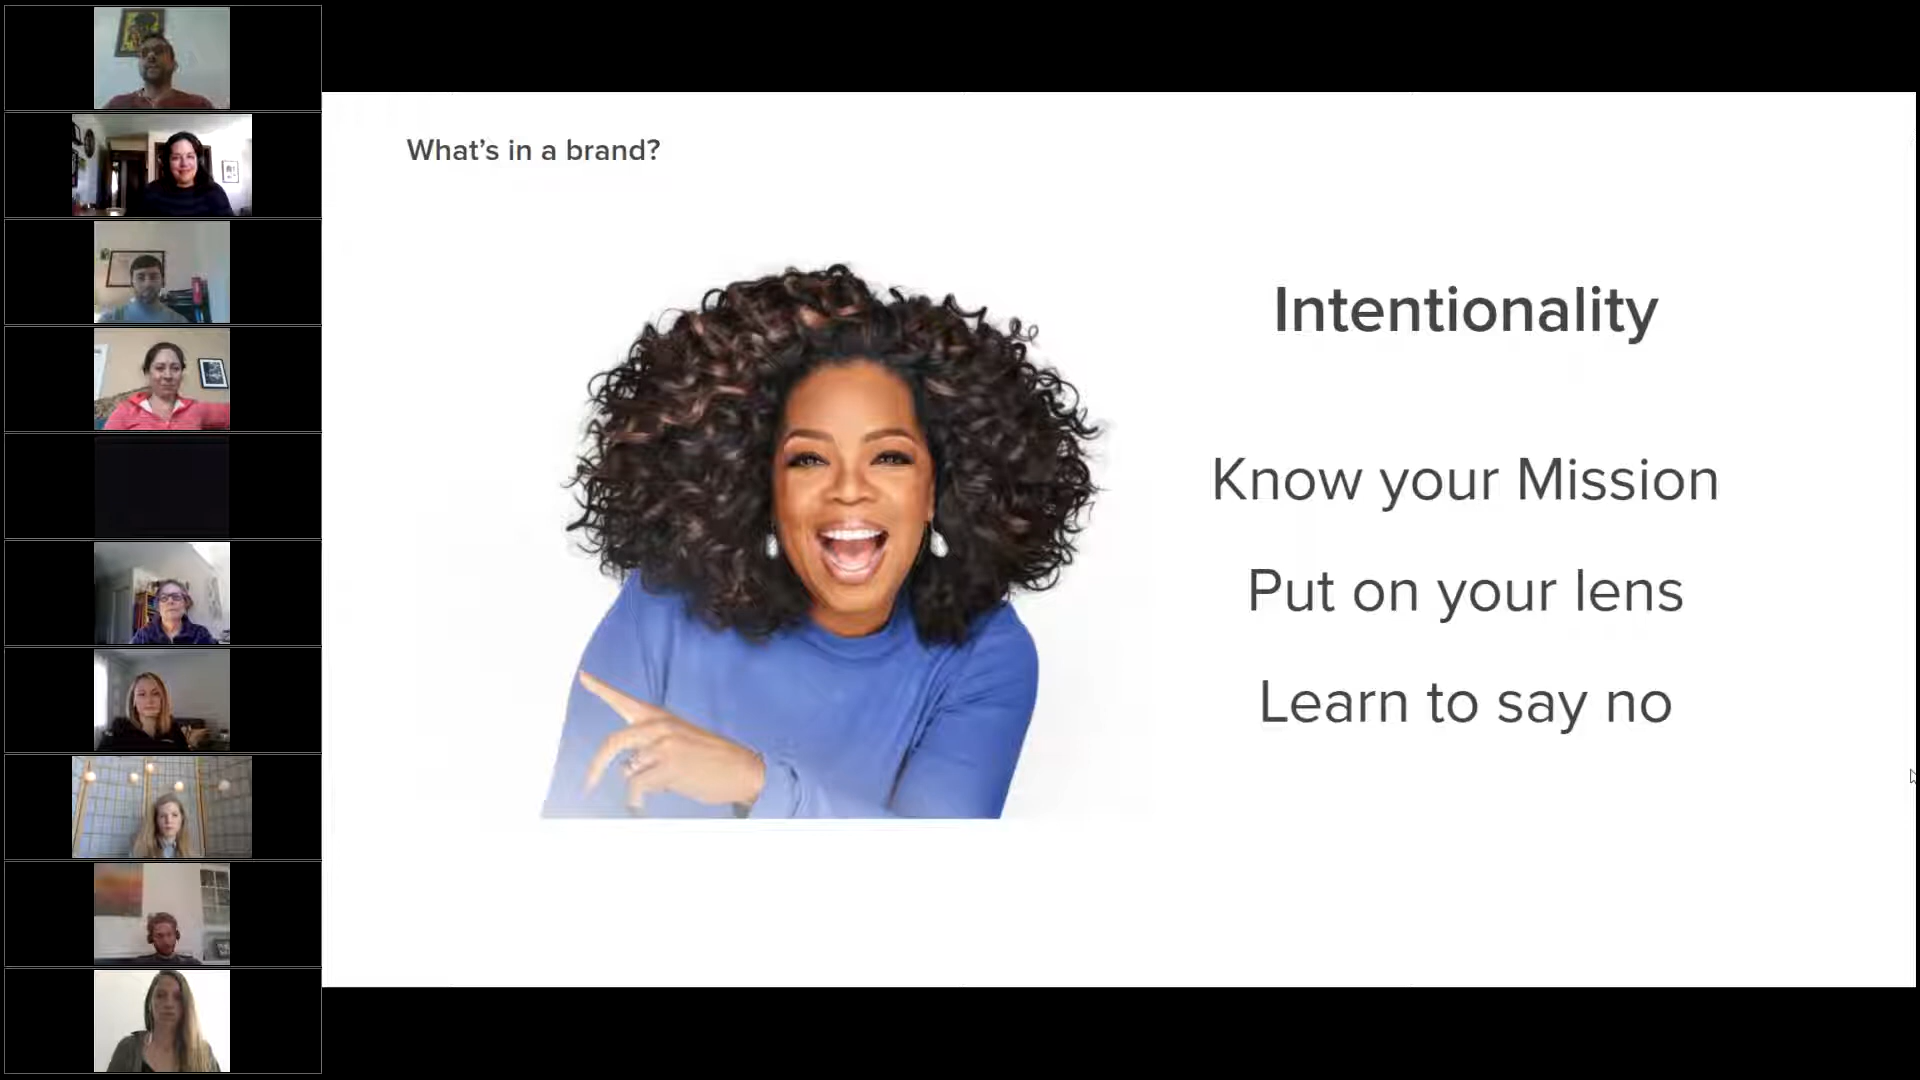 What's in a brand?
Intentionality
Know your Mission
Put on your lens
Learn to say no